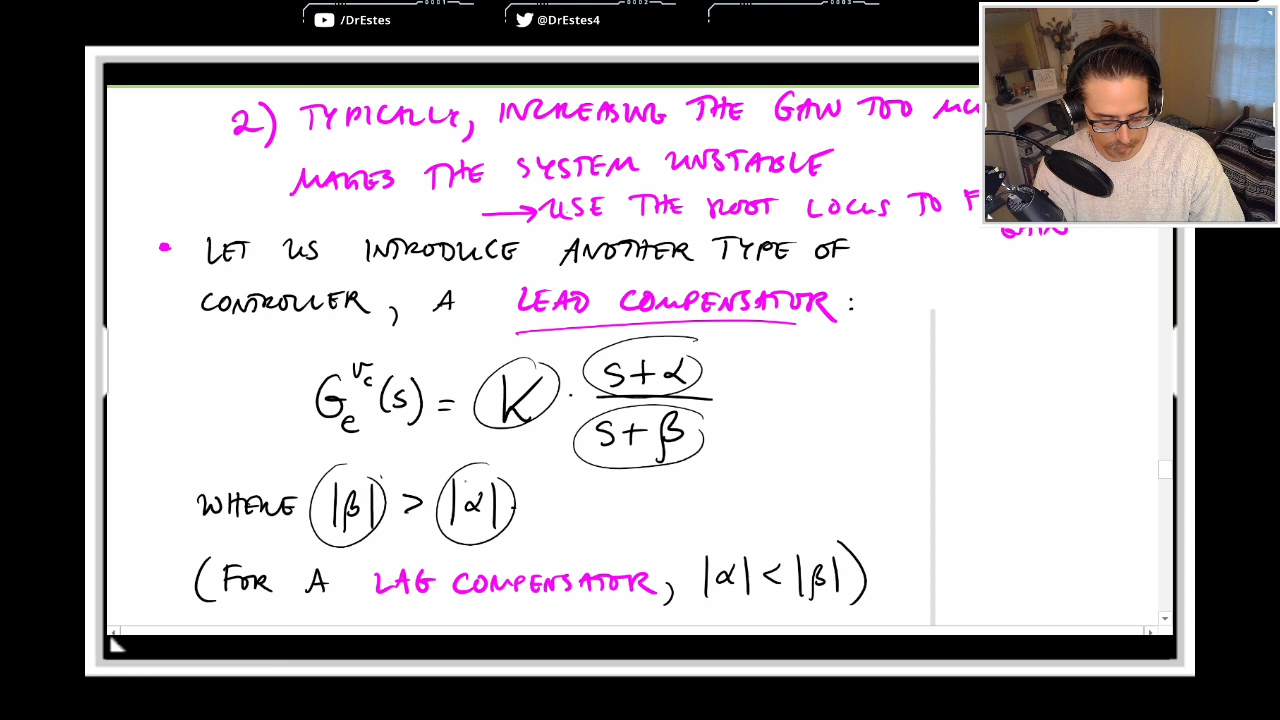 /DrEstes
@DrEstes4
2) TYPICALLY, INCREASING THE GAIN TOO
MAKES THE SYSTEM UNSTABLE
→ USE THE ROOT LOCUS TO
GAIN
• LET US INTRODUCE ANOTHER TYPE OF
CONTROLLER, A LEAD COMPENSATOR:
G_e^{v_c}(s) = K · (s+α)/(s+β)
WHERE |β| > |α|.
(FOR A LAG COMPENSATOR, |α| < |β|)